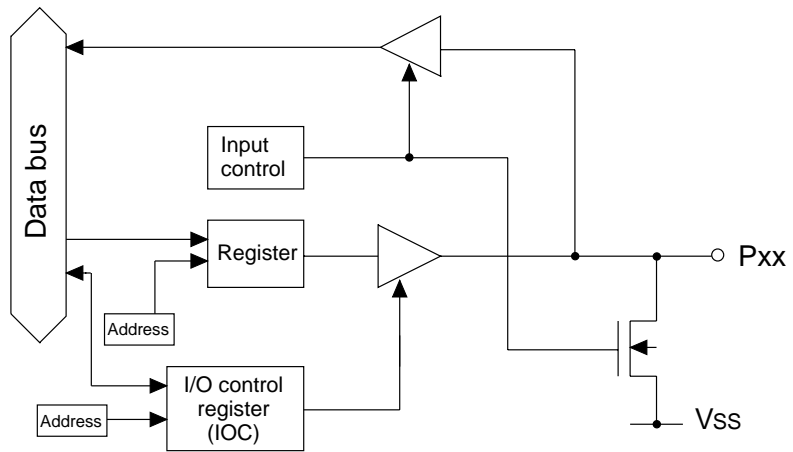 Data bus
Input
control
Register
Pxx
Address
I/O control
register
(IOC)
Address
VSS